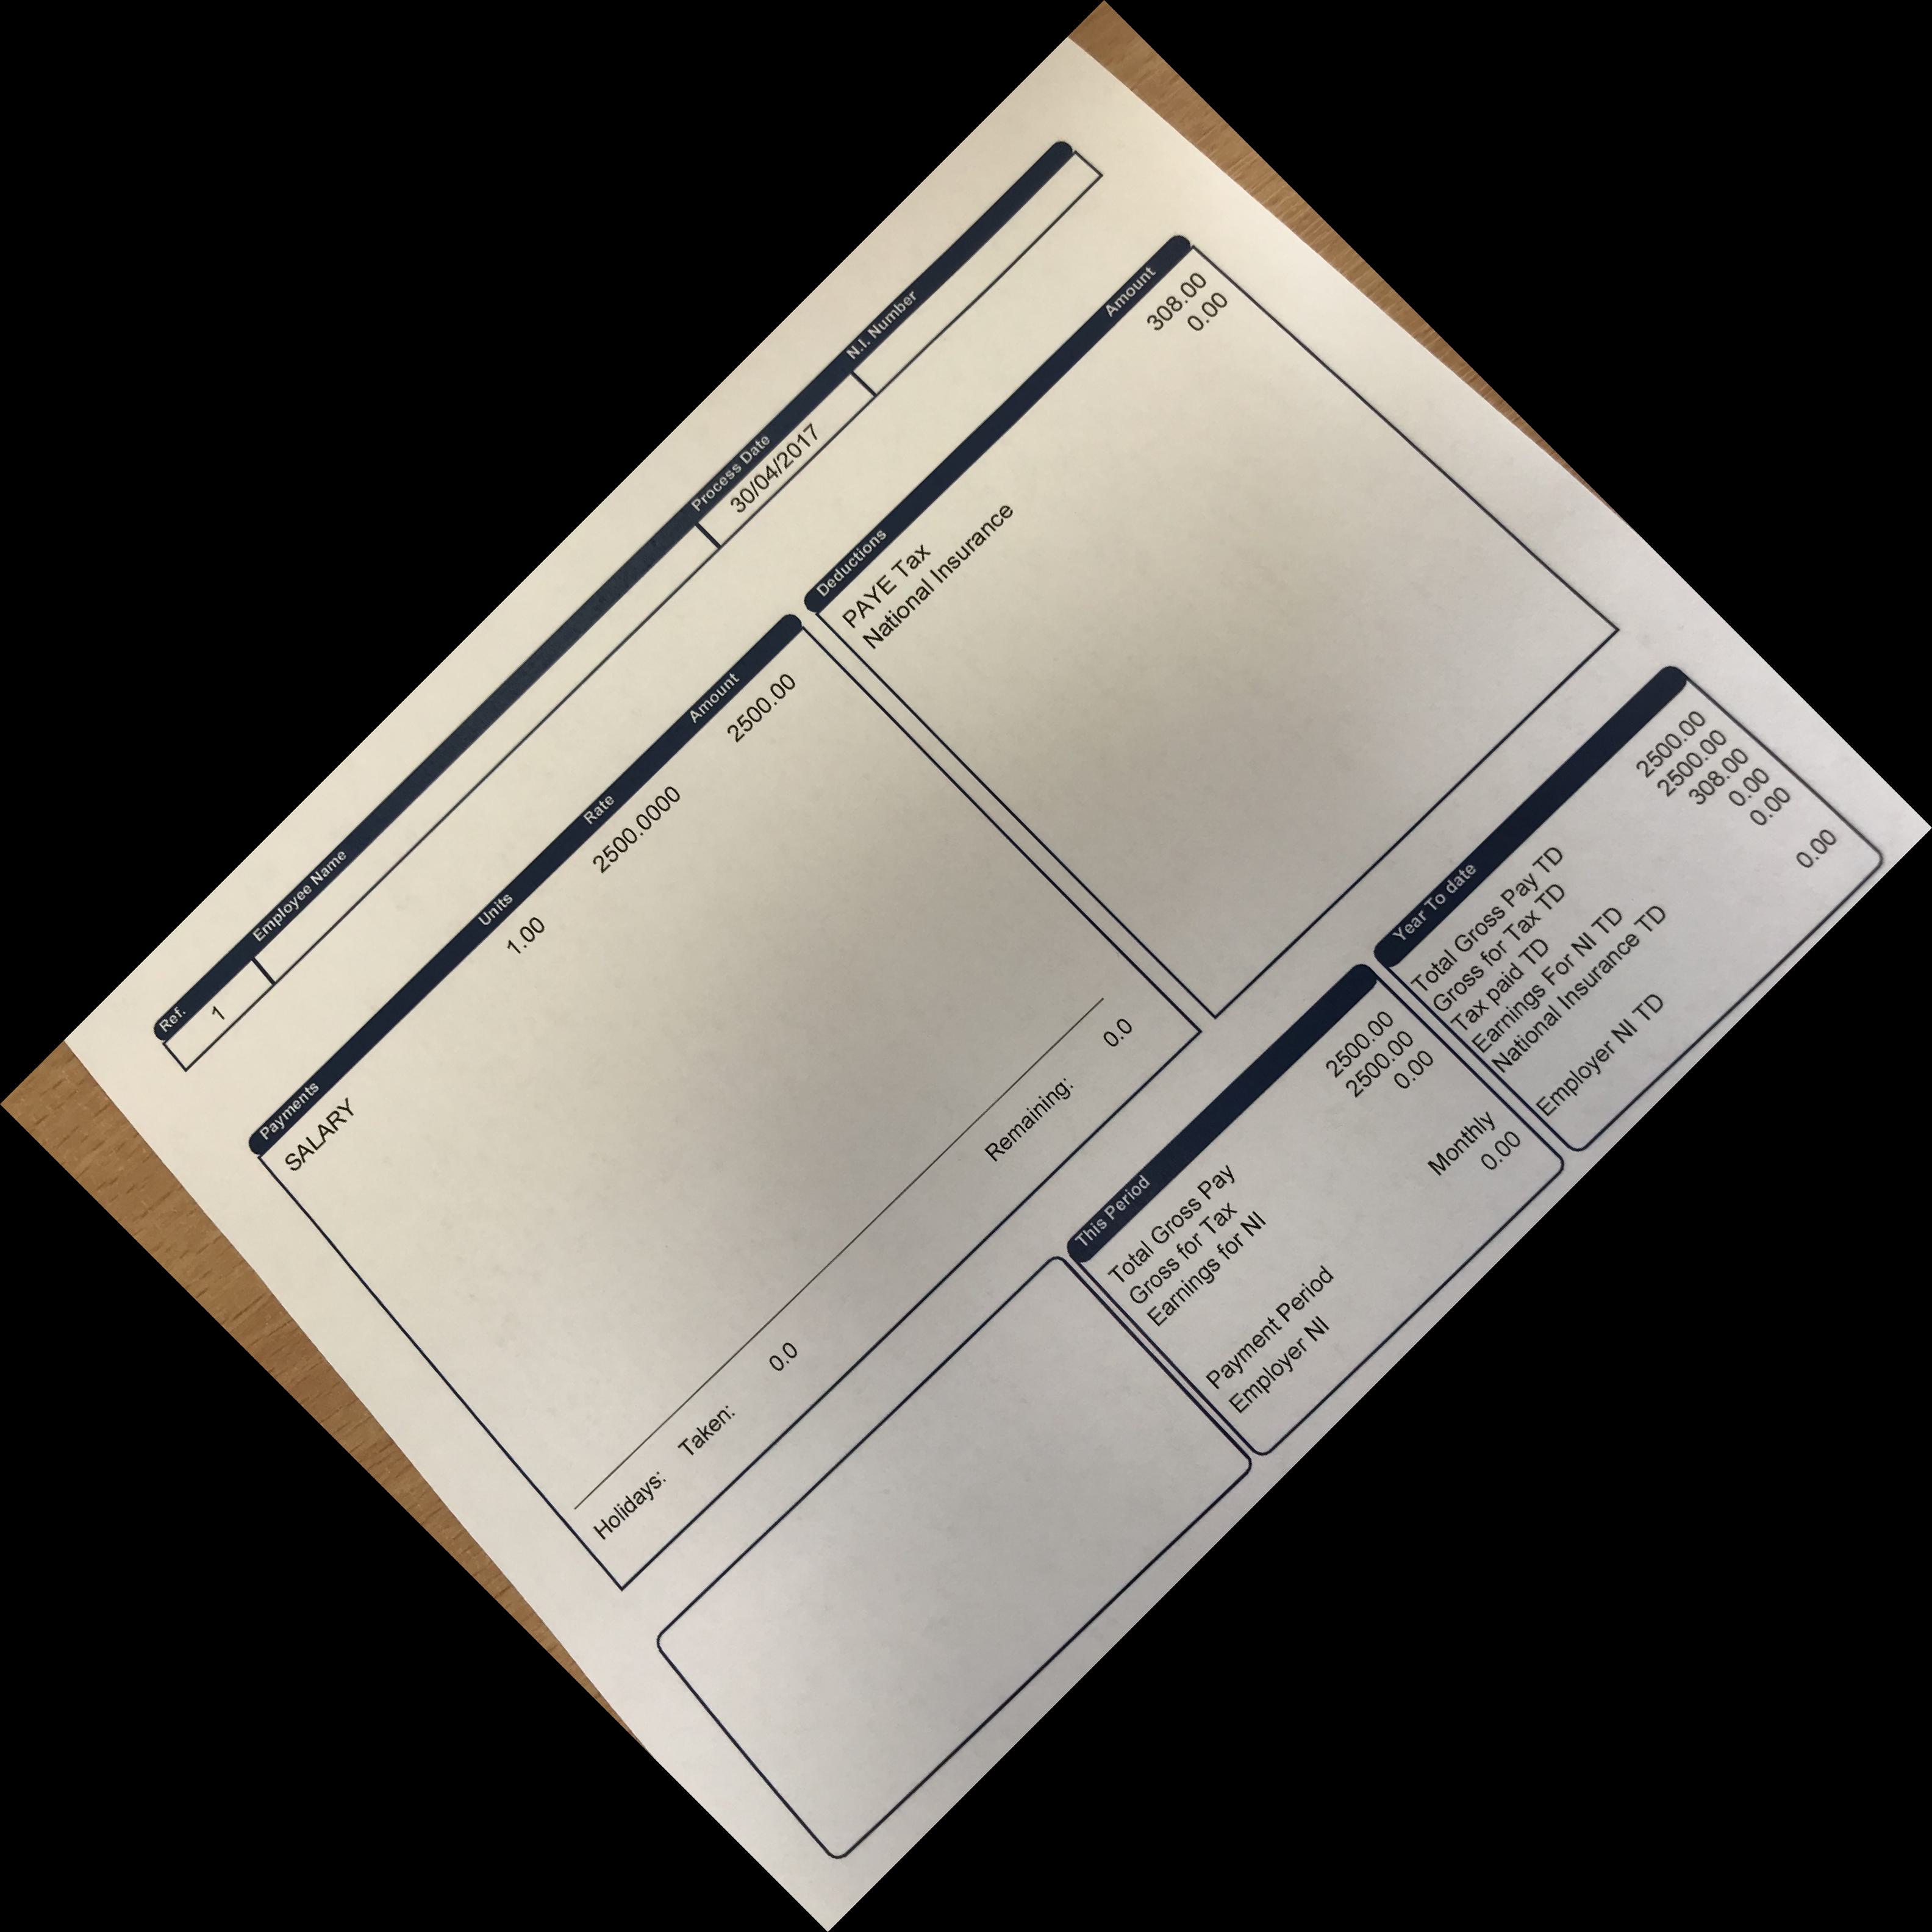 Ref. Employee Name Process Date N.I. Number
1 30/04/2017
Payments Units Rate Amount
SALARY 1.00 2500.0000 2500.00
Holidays: Taken: 0.0 Remaining: 0.0
Deductions Amount
PAYE Tax 308.00
National Insurance 0.00
This Period
Total Gross Pay 2500.00
Gross for Tax 2500.00
Earnings for NI 0.00
Payment Period Monthly
Employer NI 0.00
Year To date
Total Gross Pay TD 2500.00
Gross for Tax TD 2500.00
Tax paid TD 308.00
Earnings For NI TD 0.00
National Insurance TD 0.00
Employer NI TD 0.00